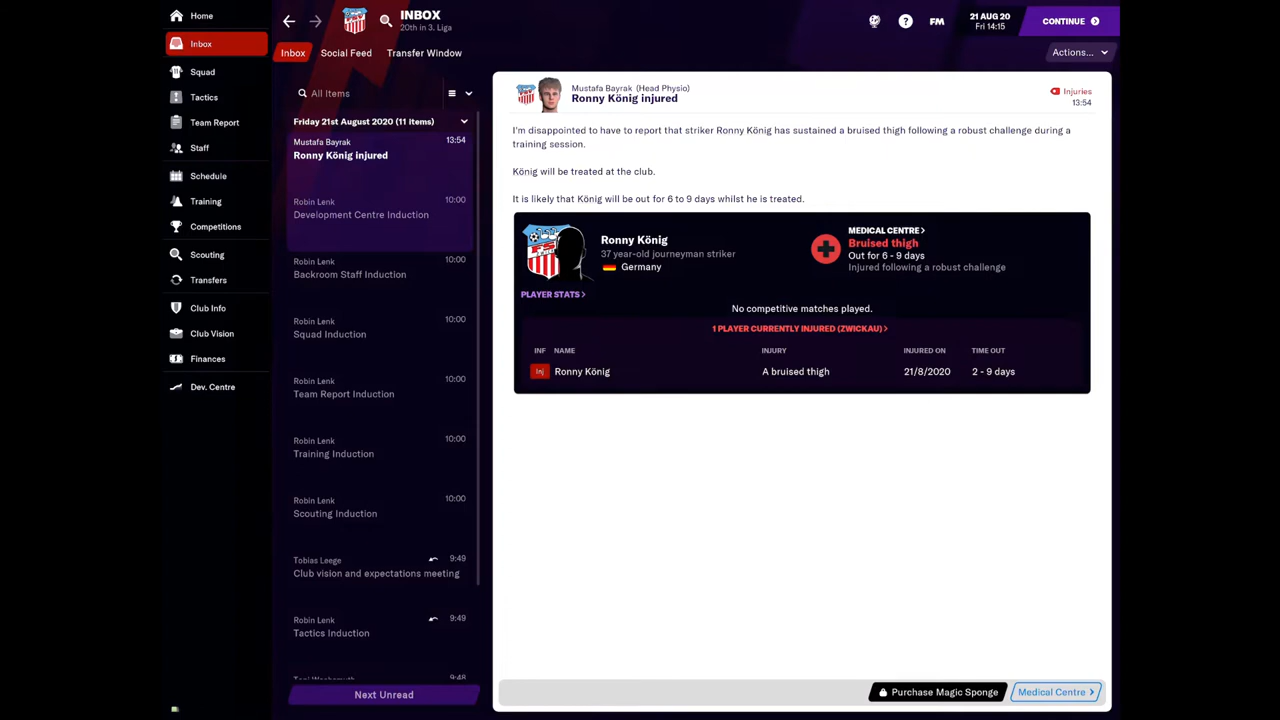 Home
Inbox
Squad
Tactics
Team Report
Staff
Schedule
Training
Competitions
Scouting
Transfers
Club Info
Club Vision
Finances
Dev. Centre
INBOX
20th in 3. Liga
FM
21 AUG 20
Fri 14:15
CONTINUE
Inbox Social Feed Transfer Window
Actions...
All Items
Friday 21st August 2020 (11 items)
Mustafa Bayrak 13:54
Ronny König injured
Robin Lenk 10:00
Development Centre Induction
Robin Lenk 10:00
Backroom Staff Induction
Robin Lenk 10:00
Squad Induction
Robin Lenk 10:00
Team Report Induction
Robin Lenk 10:00
Training Induction
Robin Lenk 10:00
Scouting Induction
Tobias Leege 9:49
Club vision and expectations meeting
Robin Lenk 9:49
Tactics Induction
9:48
Next Unread
Mustafa Bayrak (Head Physio)
Ronny König injured
Injuries
13:54
I'm disappointed to have to report that striker Ronny König has sustained a bruised thigh following a robust challenge during a
training session.
König will be treated at the club.
It is likely that König will be out for 6 to 9 days whilst he is treated.
Ronny König
37 year-old journeyman striker
Germany
PLAYER STATS >
MEDICAL CENTRE >
Bruised thigh
Out for 6 - 9 days
Injured following a robust challenge
No competitive matches played.
1 PLAYER CURRENTLY INJURED (ZWICKAU) >
INF NAME INJURY INJURED ON TIME OUT
Inj Ronny König A bruised thigh 21/8/2020 2 - 9 days
Purchase Magic Sponge
Medical Centre >